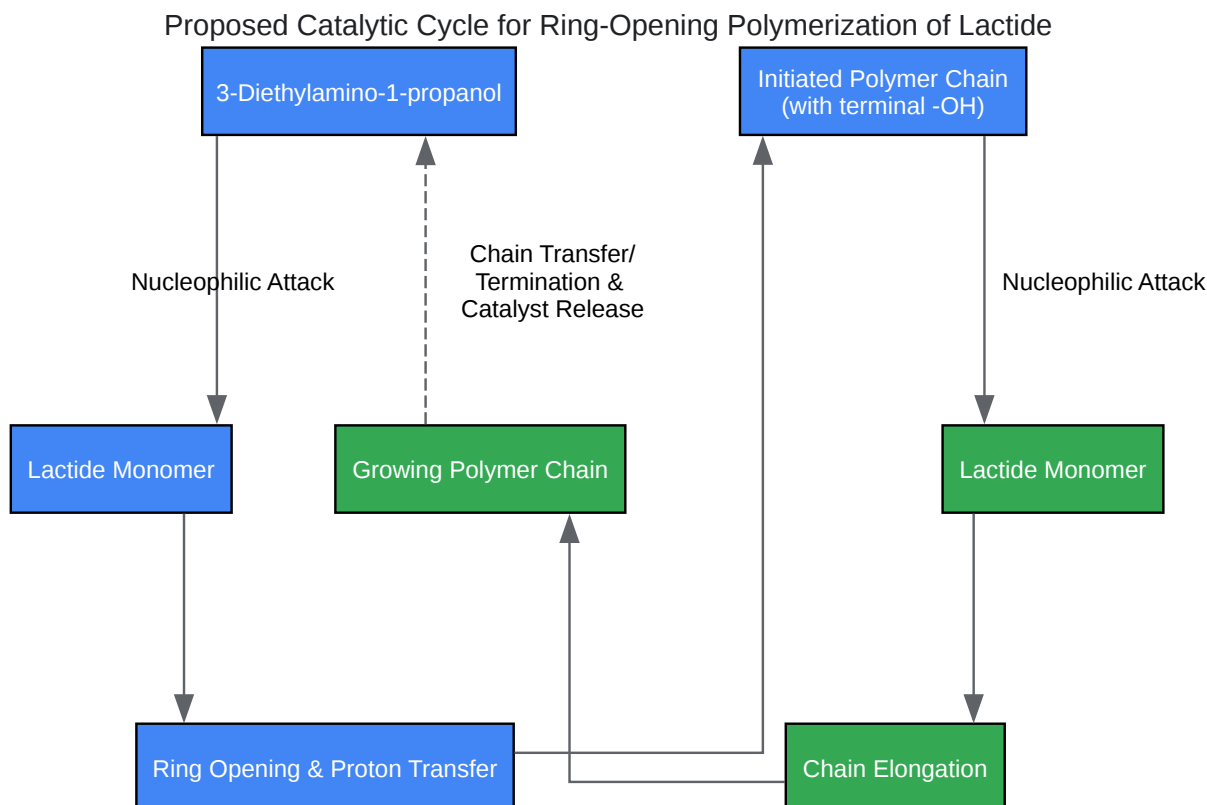 Proposed Catalytic Cycle for Ring-Opening Polymerization of Lactide
3-Diethylamino-1-propanol
Initiated Polymer Chain
(with terminal -OH)
Nucleophilic Attack
Chain Transfer/
Termination &
Catalyst Release
Nucleophilic Attack
Lactide Monomer
Growing Polymer Chain
Lactide Monomer
Ring Opening & Proton Transfer
Chain Elongation